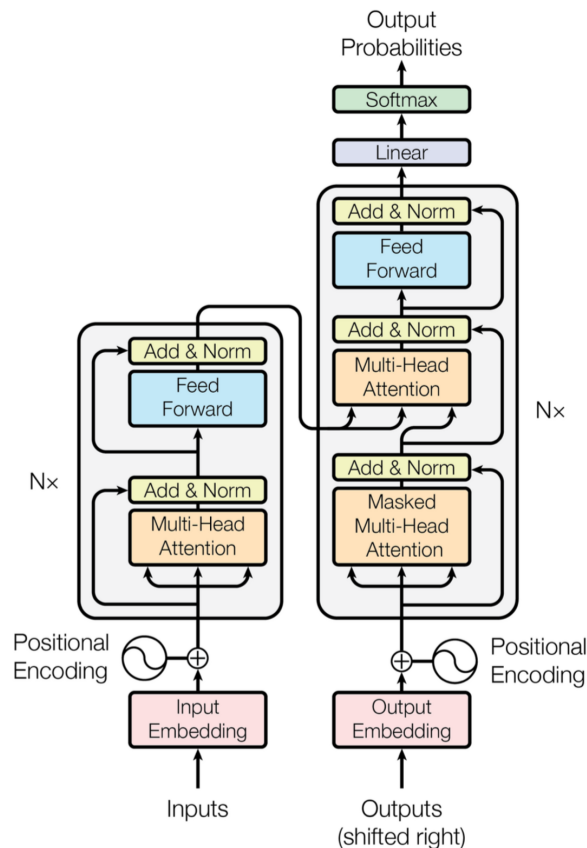 Output
Probabilities
Softmax
Linear
Add & Norm
Feed
Forward
Add & Norm
Multi-Head
Attention
Add & Norm
Masked
Multi-Head
Attention
N×
Add & Norm
Feed
Forward
Add & Norm
Multi-Head
Attention
N×
Positional
Encoding
Input
Embedding
Inputs
Positional
Encoding
Output
Embedding
Outputs
(shifted right)